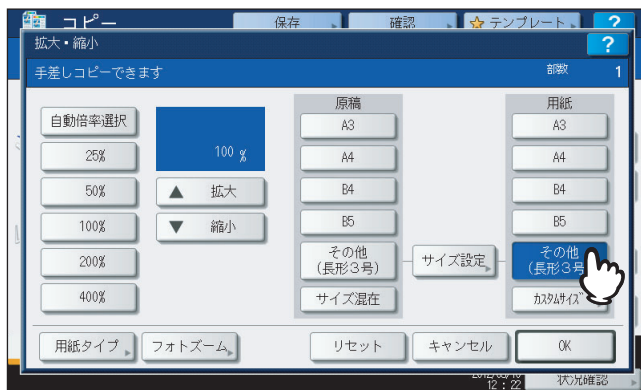 コピー 保存 確認 テンプレート ?
拡大・縮小 ?
手差しコピーできます 部数 1
原稿 用紙
自動倍率選択 A3 A3
25% 100 % A4 A4
50% ▲ 拡大 B4 B4
100% ▼ 縮小 B5 B5
200% その他 (長形3号) サイズ設定 その他 (長形3号
400% サイズ混在 カスタムサイズ
用紙タイプ フォトズーム リセット キャンセル OK
12:22 状況確認